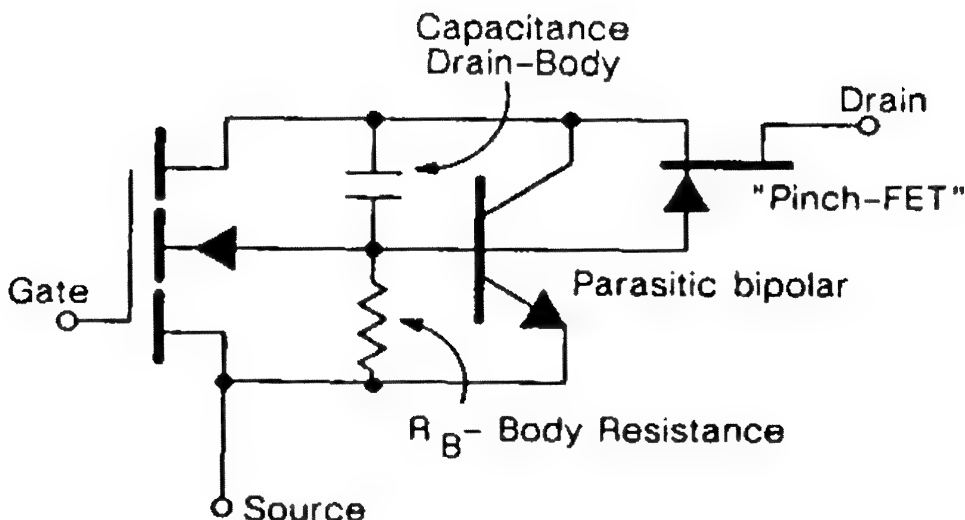 Capacitance
Drain-Body
Drain
"Pinch-FET"
Gate
Parasitic bipolar
R B - Body Resistance
Source